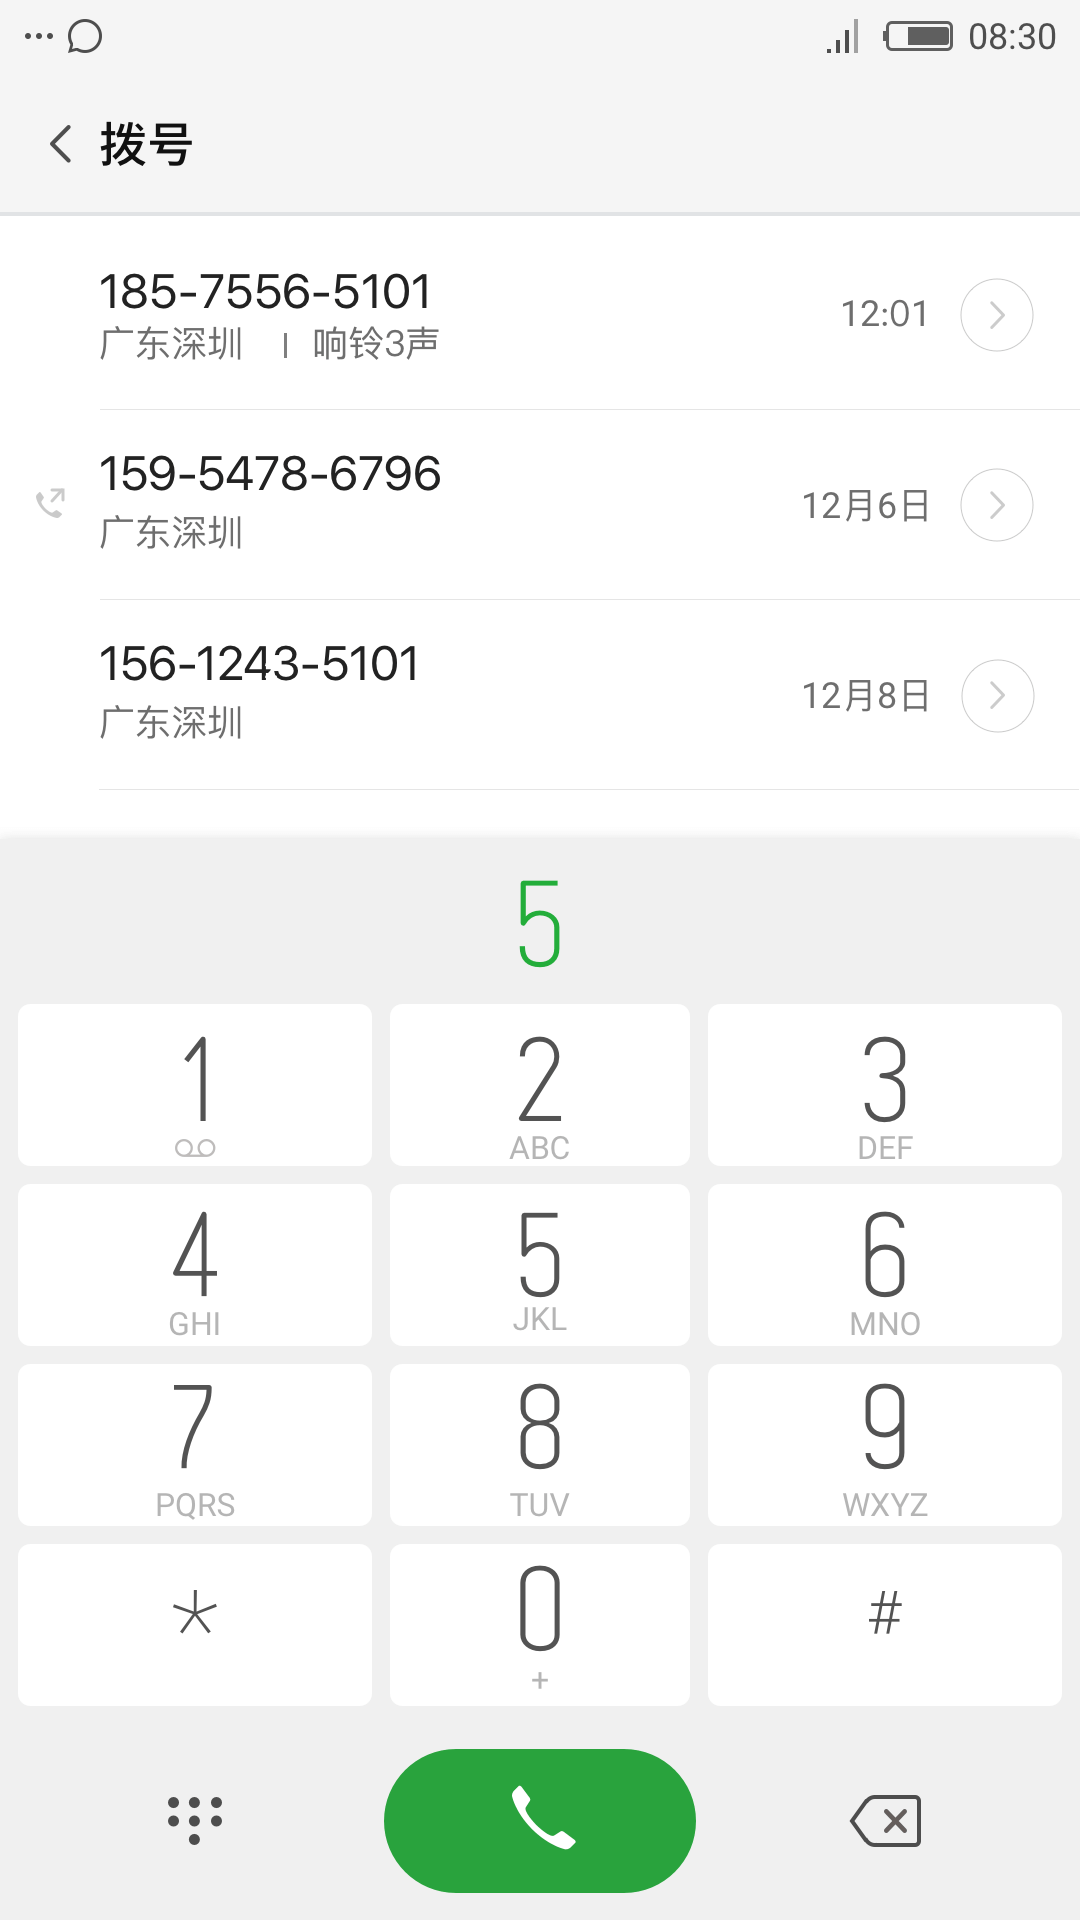 08:30
拨号
185-7556-5101
广东深圳 | 响铃3声
12:01
159-5478-6796
广东深圳
12月6日
156-1243-5101
广东深圳
12月8日
5
1 2 3
ABC DEF
4 5 6
GHI JKL MNO
7 8 9
PQRS TUV WXYZ
* 0 #
+